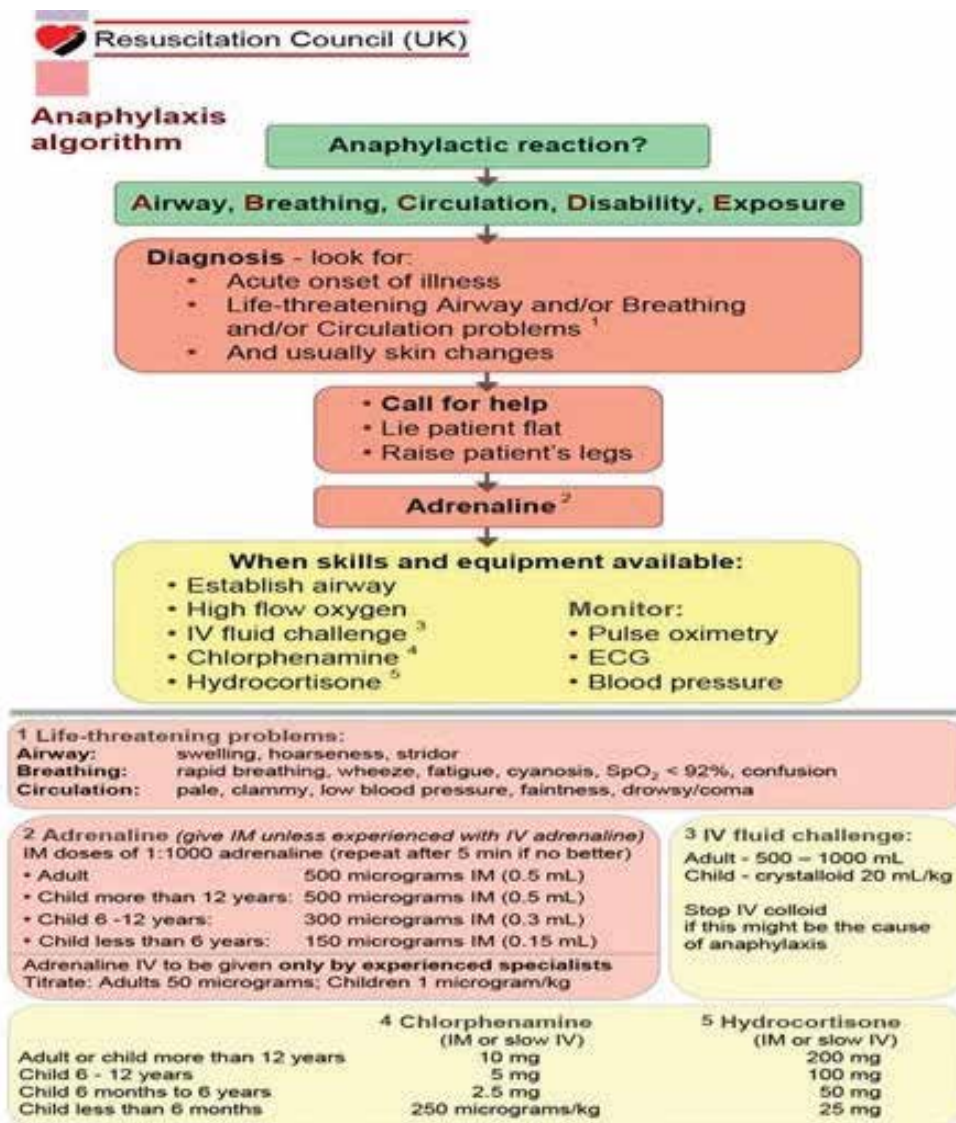 Resuscitation Council (UK)
Anaphylaxis
algorithm
Anaphylactic reaction?
Airway, Breathing, Circulation, Disability, Exposure
Diagnosis - look for:
• Acute onset of illness
• Life-threatening Airway and/or Breathing
and/or Circulation problems 1
• And usually skin changes
• Call for help
• Lie patient flat
• Raise patient's legs
Adrenaline 2
When skills and equipment available:
• Establish airway
• High flow oxygen
• IV fluid challenge 3
• Chlorphenamine 4
• Hydrocortisone 5
Monitor:
• Pulse oximetry
• ECG
• Blood pressure
1 Life-threatening problems:
Airway: swelling, hoarseness, stridor
Breathing: rapid breathing, wheeze, fatigue, cyanosis, SpO₂ < 92%, confusion
Circulation: pale, clammy, low blood pressure, faintness, drowsy/coma
2 Adrenaline (give IM unless experienced with IV adrenaline)
IM doses of 1:1000 adrenaline (repeat after 5 min if no better)
• Adult 500 micrograms IM (0.5 mL)
• Child more than 12 years: 500 micrograms IM (0.5 mL)
• Child 6 -12 years: 300 micrograms IM (0.3 mL)
• Child less than 6 years: 150 micrograms IM (0.15 mL)
Adrenaline IV to be given only by experienced specialists
Titrate: Adults 50 micrograms; Children 1 microgram/kg
3 IV fluid challenge:
Adult - 500 – 1000 mL
Child - crystalloid 20 mL/kg
Stop IV colloid
if this might be the cause
of anaphylaxis
4 Chlorphenamine 5 Hydrocortisone
(IM or slow IV) (IM or slow IV)
Adult or child more than 12 years 10 mg 200 mg
Child 6 - 12 years 5 mg 100 mg
Child 6 months to 6 years 2.5 mg 50 mg
Child less than 6 months 250 micrograms/kg 25 mg